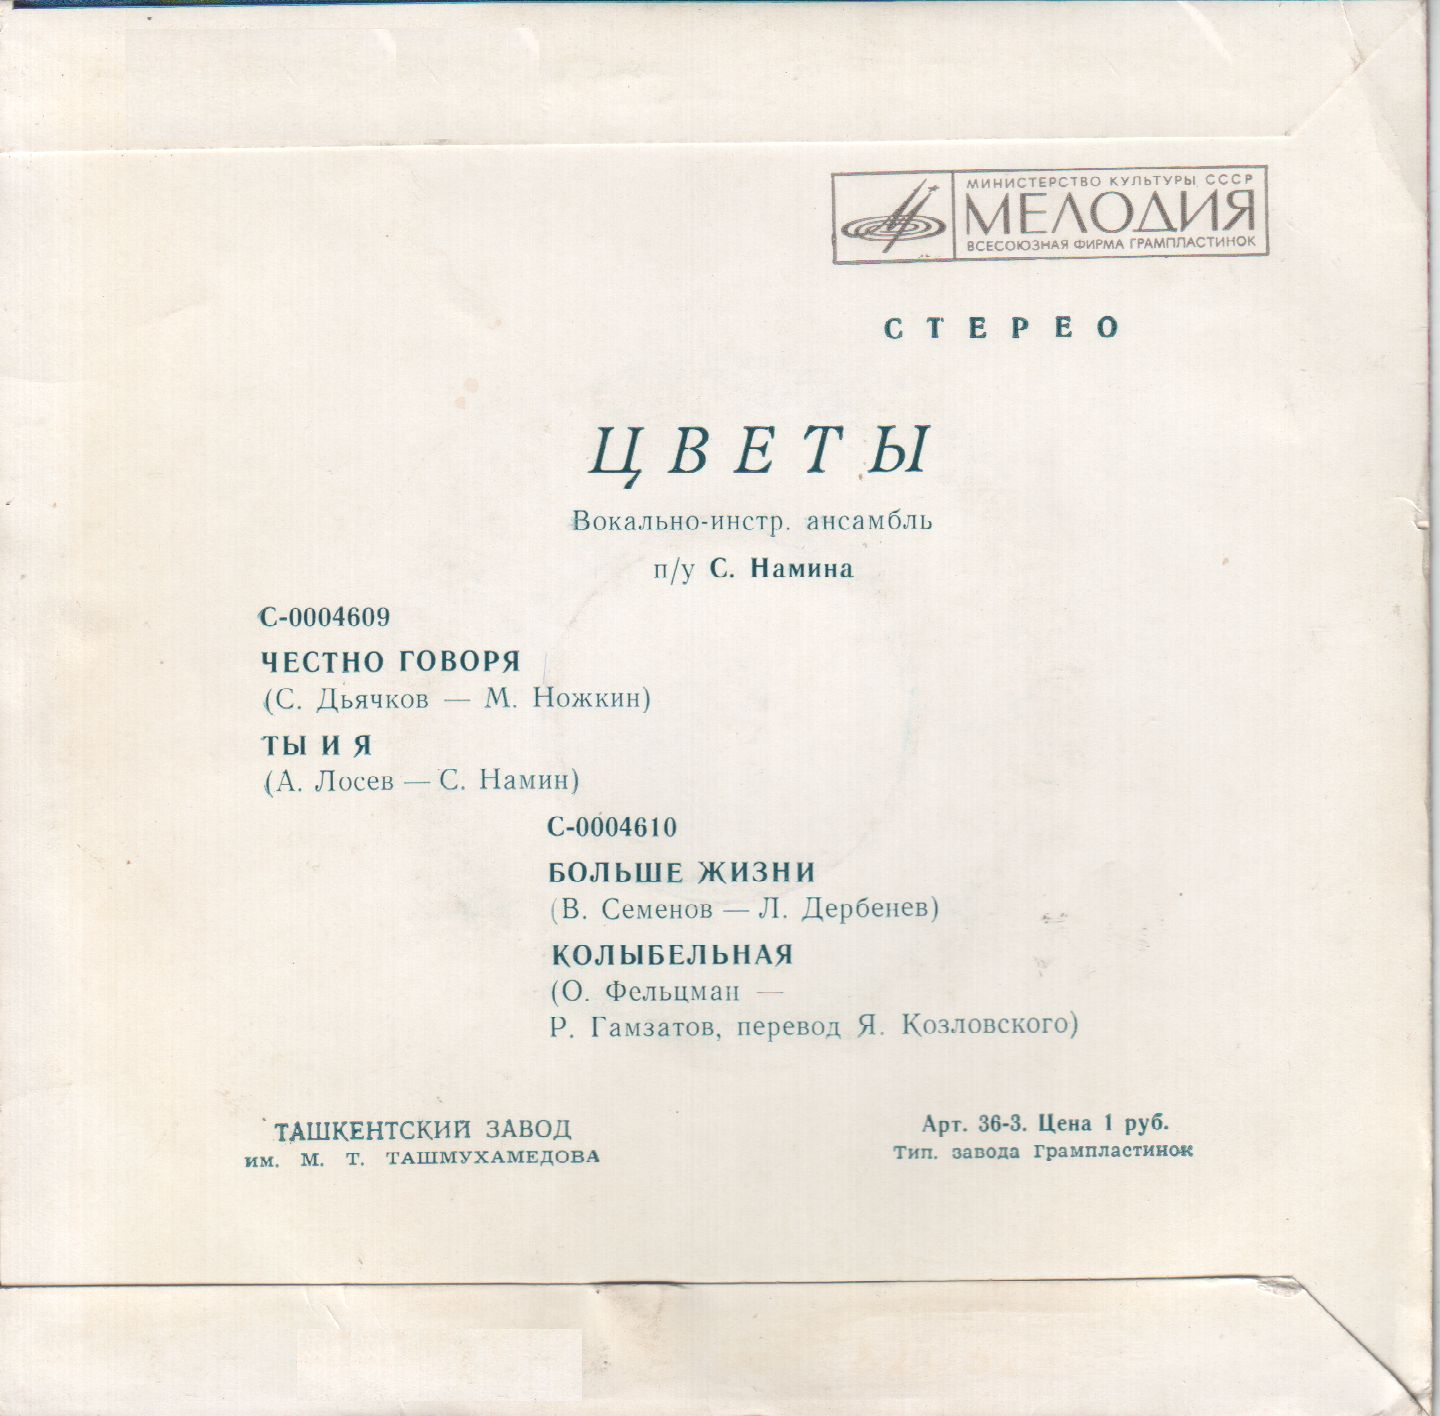 МИНИСТЕРСТВО КУЛЬТУРЫ СССР
МЕЛОДИЯ
ВСЕСОЮЗНАЯ ФИРМА ГРАМПЛАСТИНОК
СТЕРЕО
ЦВЕТЫ
Вокально-инстр. ансамбль
п/у С. Намина
С-0004609
ЧЕСТНО ГОВОРЯ
(С. Дьячков — М. Ножкин)
ТЫ И Я
(А. Лосев — С. Намин)
С-0004610
БОЛЬШЕ ЖИЗНИ
(В. Семенов — Л. Дербенев)
КОЛЫБЕЛЬНАЯ
(О. Фельцман —
Р. Гамзатов, перевод Я. Козловского)
ТАШКЕНТСКИЙ ЗАВОД
им. М. Т. ТАШМУХАМЕДОВА
Арт. 36-3. Цена 1 руб.
Тип. завода Грампластинок